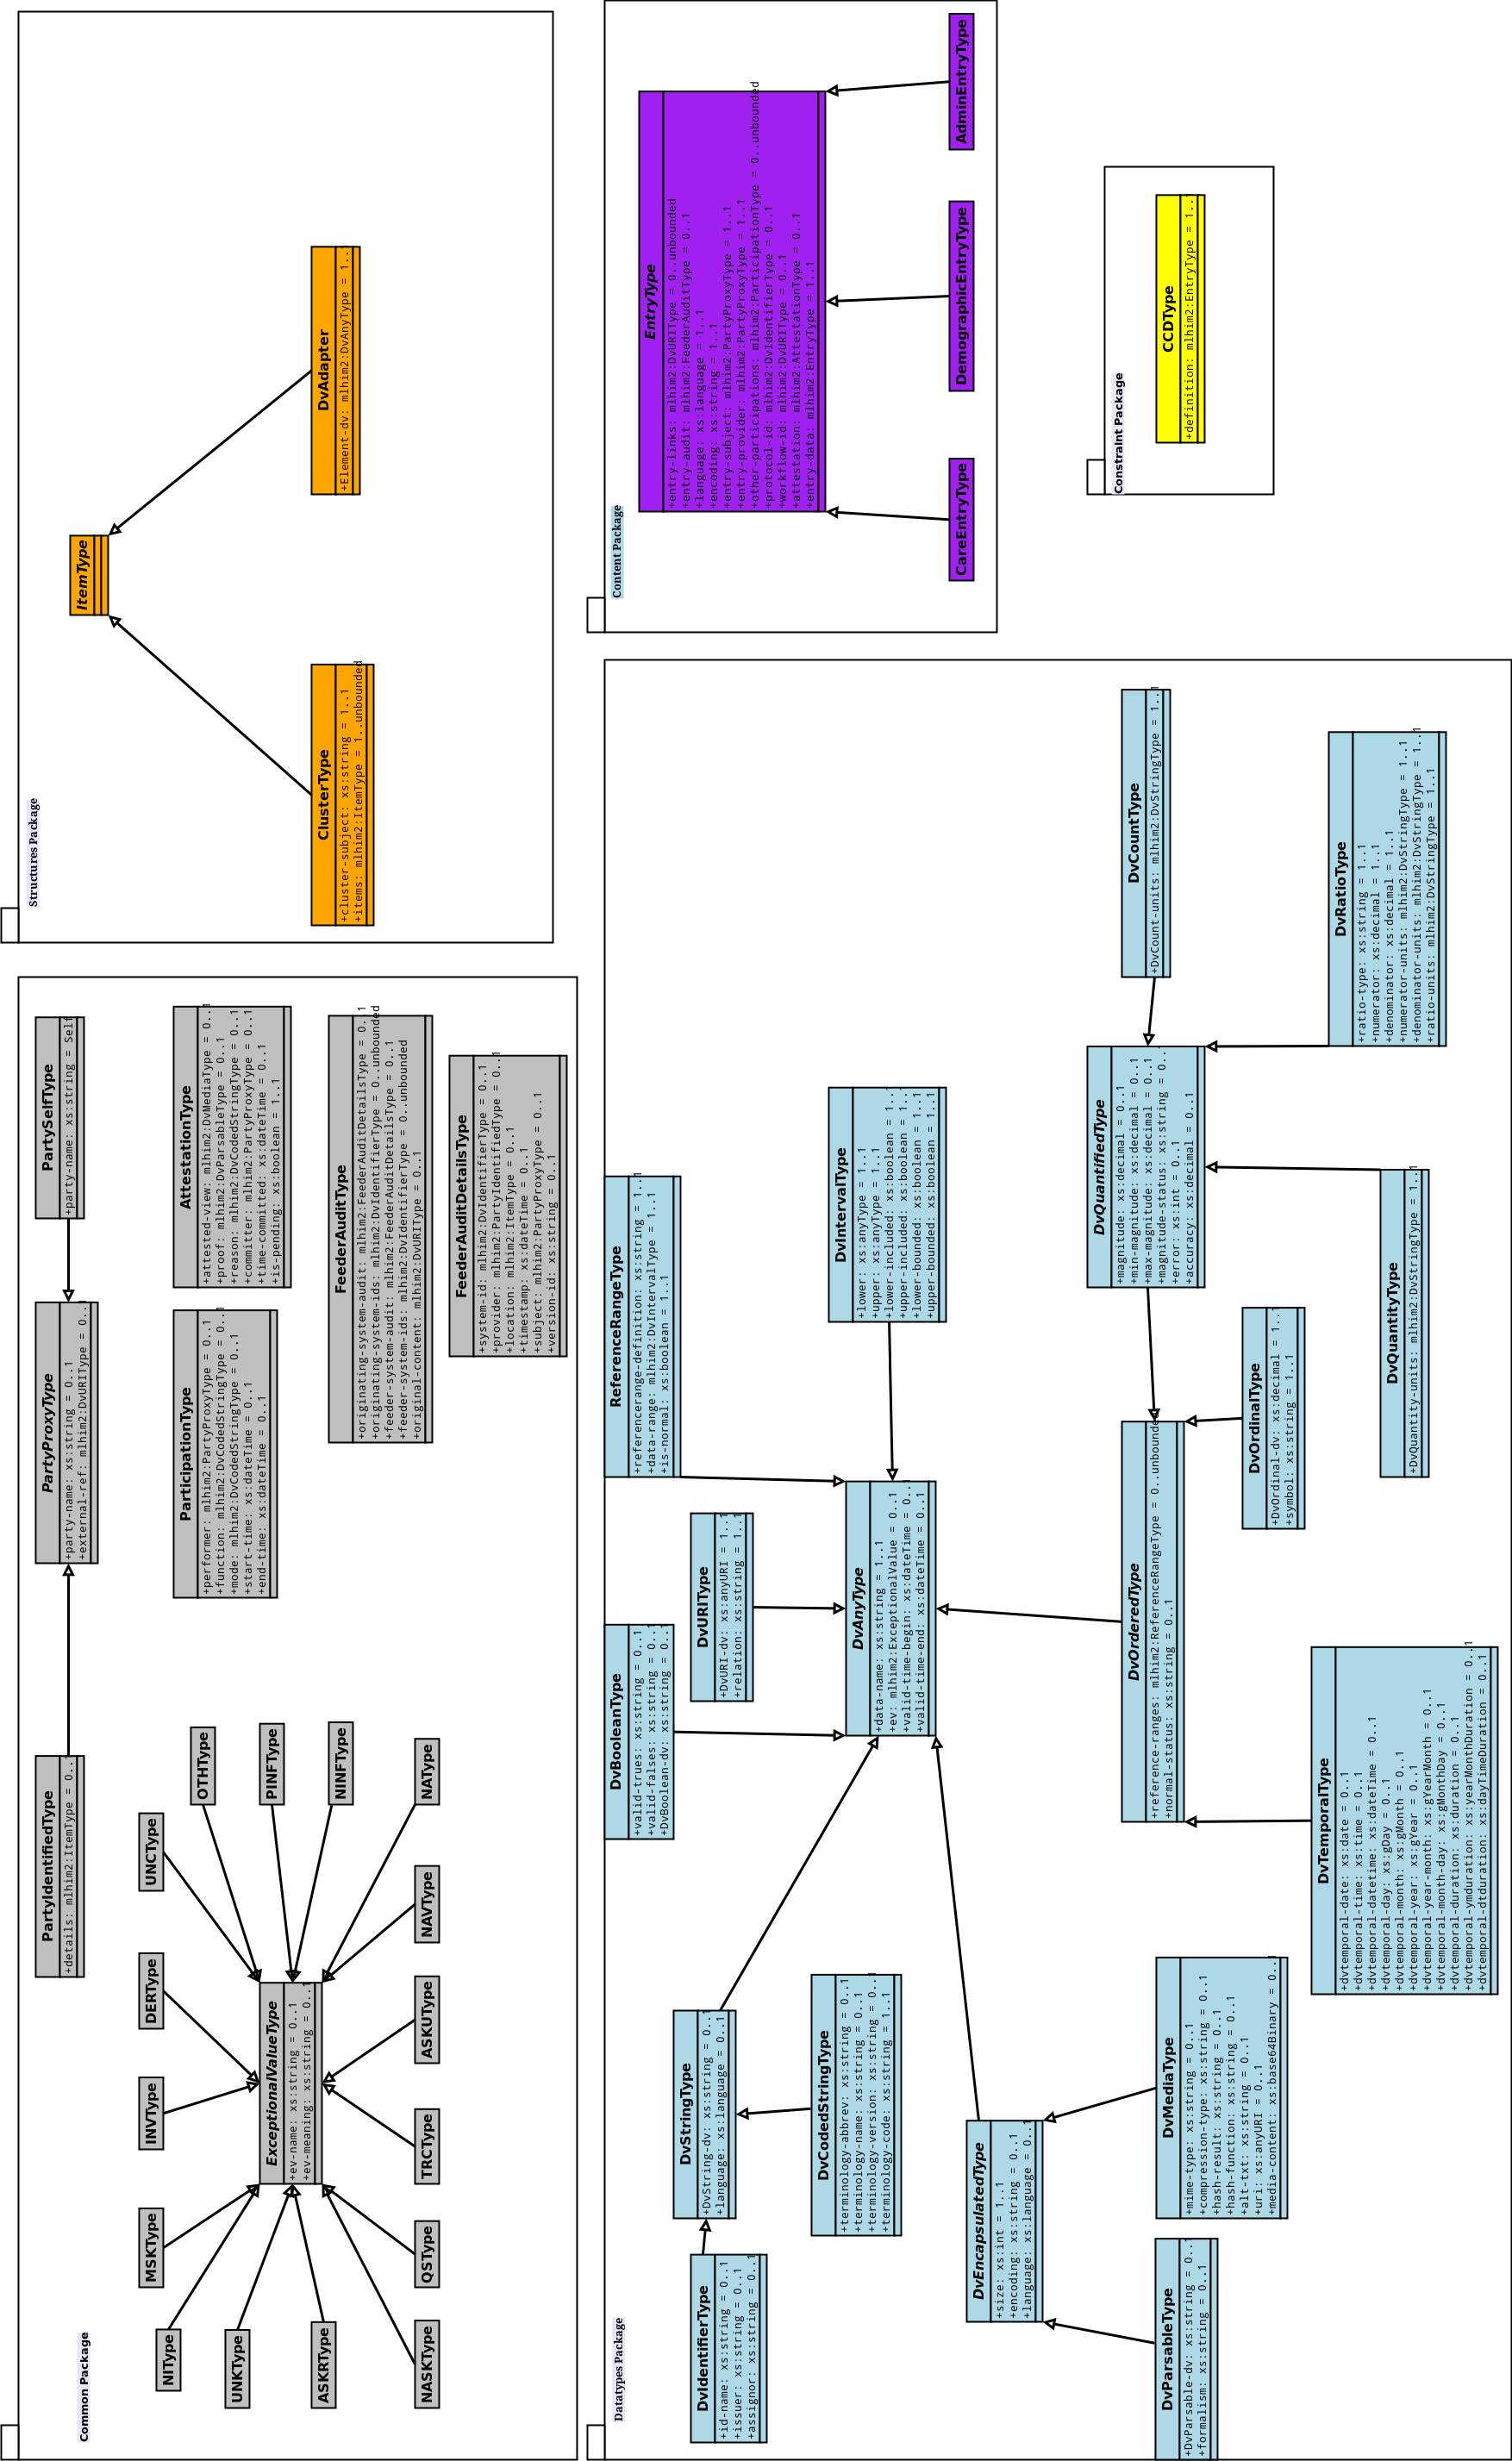 Common Package
PartyIdentifiedType
+details: mlhim2:ItemType = 0..1
PartyProxyType
+party-name: xs:string = 0..1
+external-ref: mlhim2:DvURIType = 0..1
PartySelfType
+party-name: xs:string = Self
NIType
MSKType
INVType
DERType
UNCType
OTHType
UNKType
PINFType
ASKRType
NINFType
NASKType
QSType
TRCType
ASKUType
NAVType
NAType
ExceptionalValueType
+ev-name: xs:string = 0..1
+ev-meaning: xs:string = 0..1
ParticipationType
+performer: mlhim2:PartyProxyType = 0..1
+function: mlhim2:DvCodedStringType = 0..1
+mode: mlhim2:DvCodedStringType = 0..1
+start-time: xs:dateTime = 0..1
+end-time: xs:dateTime = 0..1
AttestationType
+attested-view: mlhim2:DvMediaType = 0..1
+proof: mlhim2:DvParsableType = 0..1
+reason: mlhim2:DvCodedStringType = 0..1
+committer: mlhim2:PartyProxyType = 0..1
+time-committed: xs:dateTime = 0..1
+is-pending: xs:boolean = 1..1
FeederAuditType
+originating-system-audit: mlhim2:FeederAuditDetailsType = 0..1
+originating-system-ids: mlhim2:DvIdentifierType = 0..unbounded
+feeder-system-audit: mlhim2:FeederAuditDetailsType = 0..1
+feeder-system-ids: mlhim2:DvIdentifierType = 0..unbounded
+original-content: mlhim2:DvURIType = 0..1
FeederAuditDetailsType
+system-id: mlhim2:DvIdentifierType = 0..1
+provider: mlhim2:PartyIdentifiedType = 0..1
+location: mlhim2:ItemType = 0..1
+timestamp: xs:dateTime = 0..1
+subject: mlhim2:PartyProxyType = 0..1
+version-id: xs:string = 0..1
Structures Package
ItemType
ClusterType
+cluster-subject: xs:string = 1..1
+items: mlhim2:ItemType = 1..unbounded
DvAdapter
+Element-dv: mlhim2:DvAnyType = 1..1
Datatypes Package
DvBooleanType
+valid-trues: xs:string = 0..1
+valid-falses: xs:string = 0..1
+DvBoolean-dv: xs:string = 0..1
ReferenceRangeType
+referencerange-definition: xs:string = 1..1
+data-range: mlhim2:DvIntervalType = 1..1
+is-normal: xs:boolean = 1..1
DvIdentifierType
+id-name: xs:string = 0..1
+issuer: xs:string = 0..1
+assignor: xs:string = 0..1
DvStringType
+DvString-dv: xs:string = 0..1
+language: xs:language = 0..1
DvURIType
+DvURI-dv: xs:anyURI = 1..1
+relation: xs:string = 1..1
DvCodedStringType
+terminology-abbrev: xs:string = 0..1
+terminology-name: xs:string = 0..1
+terminology-version: xs:string = 0..1
+terminology-code: xs:string = 1..1
DvAnyType
+data-name: xs:string = 1..1
+ev: mlhim2:ExceptionalValue = 0..1
+valid-time-begin: xs:dateTime = 0..1
+valid-time-end: xs:dateTime = 0..1
DvIntervalType
+lower: xs:anyType = 1..1
+upper: xs:anyType = 1..1
+lower-included: xs:boolean = 1..1
+upper-included: xs:boolean = 1..1
+lower-bounded: xs:boolean = 1..1
+upper-bounded: xs:boolean = 1..1
DvEncapsulatedType
+size: xs:int = 1..1
+encoding: xs:string = 0..1
+language: xs:language = 0..1
DvOrderedType
+reference-ranges: mlhim2:ReferenceRangeType = 0..unbounded
+normal-status: xs:string = 0..1
DvQuantifiedType
+magnitude: xs:decimal = 0..1
+min-magnitude: xs:decimal = 0..1
+max-magnitude: xs:decimal = 0..1
+magnitude-status: xs:string = 0..1
+error: xs:int = 0..1
+accuracy: xs:decimal = 0..1
DvCountType
+DvCount-units: mlhim2:DvStringType = 1..1
DvParsableType
+DvParsable-dv: xs:string = 0..1
+formalism: xs:string = 0..1
DvMediaType
+mime-type: xs:string = 0..1
+compression-type: xs:string = 0..1
+hash-result: xs:string = 0..1
+hash-function: xs:string = 0..1
+alt-txt: xs:string = 0..1
+uri: xs:anyURI = 0..1
+media-content: xs:base64Binary = 0..1
DvOrdinalType
+DvOrdinal-dv: xs:decimal = 1..1
+symbol: xs:string = 1..1
DvTemporalType
+dvtemporal-date: xs:date = 0..1
+dvtemporal-time: xs:time = 0..1
+dvtemporal-datetime: xs:dateTime = 0..1
+dvtemporal-day: xs:gDay = 0..1
+dvtemporal-month: xs:gMonth = 0..1
+dvtemporal-year: xs:gYear = 0..1
+dvtemporal-year-month: xs:gYearMonth = 0..1
+dvtemporal-month-day: xs:gMonthDay = 0..1
+dvtemporal-duration: xs:duration = 0..1
+dvtemporal-ymduration: xs:yearMonthDuration = 0..1
+dvtemporal-dtduration: xs:dayTimeDuration = 0..1
DvQuantityType
+DvQuantity-units: mlhim2:DvStringType = 1..1
DvRatioType
+ratio-type: xs:string = 1..1
+numerator: xs:decimal = 1..1
+denominator: xs:decimal = 1..1
+numerator-units: mlhim2:DvStringType = 1..1
+denominator-units: mlhim2:DvStringType = 1..1
+ratio-units: mlhim2:DvStringType = 1..1
Content Package
EntryType
+entry-links: mlhim2:DvURIType = 0..unbounded
+entry-audit: mlhim2:FeederAuditType = 0..1
+language: xs:language = 1..1
+encoding: xs:string = 1..1
+entry-subject: mlhim2:PartyProxyType = 1..1
+entry-provider: mlhim2:PartyProxyType = 1..1
+other-participations: mlhim2:ParticipationType = 0..unbounded
+protocol-id: mlhim2:DvIdentifierType = 0..1
+workflow-id: mlhim2:DvURIType = 0..1
+attestation: mlhim2:AttestationType = 0..1
+entry-data: mlhim2:EntryType = 1..1
CareEntryType
DemographicEntryType
AdminEntryType
Constraint Package
CCDType
+definition: mlhim2:EntryType = 1..1